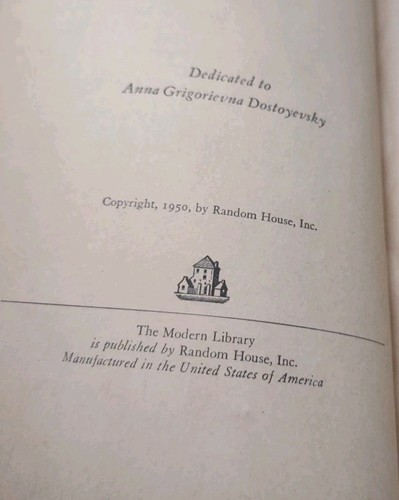 Dedicated to
Anna Grigorievna Dostoyevsky
Copyright, 1950, by Random House, Inc.
The Modern Library
is published by Random House, Inc.
Manufactured in the United States of America